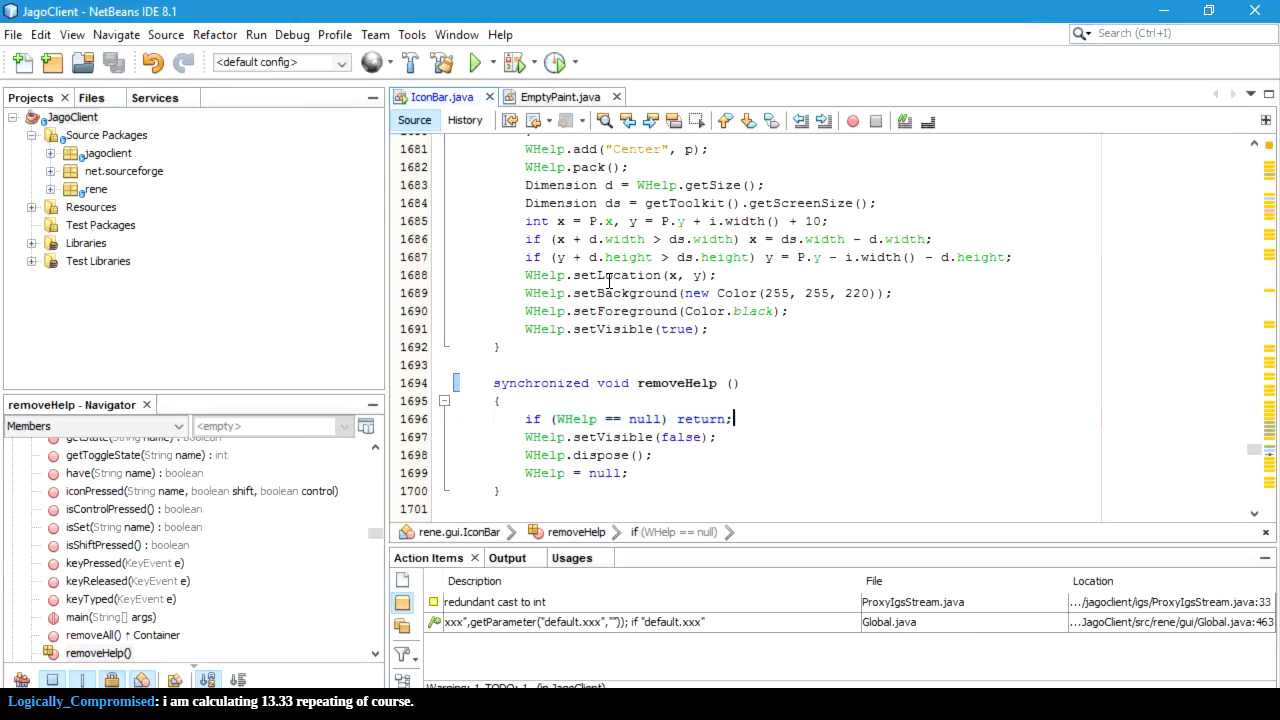 JagoClient - NetBeans IDE 8.1
File Edit View Navigate Source Refactor Run Debug Profile Team Tools Window Help
Search (Ctrl+I)
<default config>
Projects Files Services
JagoClient
Source Packages
jagoclient
net.sourceforge
rene
Resources
Test Packages
Libraries
Test Libraries
removeHelp - Navigator
Members <empty>
getState(String name) : boolean
getToggleState(String name) : int
have(String name) : boolean
iconPressed(String name, boolean shift, boolean control)
isControlPressed() : boolean
isSet(String name) : boolean
isShiftPressed() : boolean
keyPressed(KeyEvent e)
keyReleased(KeyEvent e)
keyTyped(KeyEvent e)
main(String[] args)
removeAll() ↑ Container
removeHelp()
IconBar.java EmptyPaint.java
Source History
1681 WHelp.add("Center", p);
1682 WHelp.pack();
1683 Dimension d = WHelp.getSize();
1684 Dimension ds = getToolkit().getScreenSize();
1685 int x = P.x, y = P.y + i.width() + 10;
1686 if (x + d.width > ds.width) x = ds.width - d.width;
1687 if (y + d.height > ds.height) y = P.y - i.width() - d.height;
1688 WHelp.setLocation(x, y);
1689 WHelp.setBackground(new Color(255, 255, 220));
1690 WHelp.setForeground(Color.black);
1691 WHelp.setVisible(true);
1692 }
1693
1694 synchronized void removeHelp ()
1695 {
1696 if (WHelp == null) return;
1697 WHelp.setVisible(false);
1698 WHelp.dispose();
1699 WHelp = null;
1700 }
1701
rene.gui.IconBar removeHelp if (WHelp == null)
Action Items Output Usages
Description File Location
redundant cast to int ProxyIgsStream.java .../jagoclient/igs/ProxyIgsStream.java:33
xxx",getParameter("default.xxx","")); if "default.xxx" Global.java ...JagoClient/src/rene/gui/Global.java:463
Logically_Compromised: i am calculating 13.33 repeating of course.